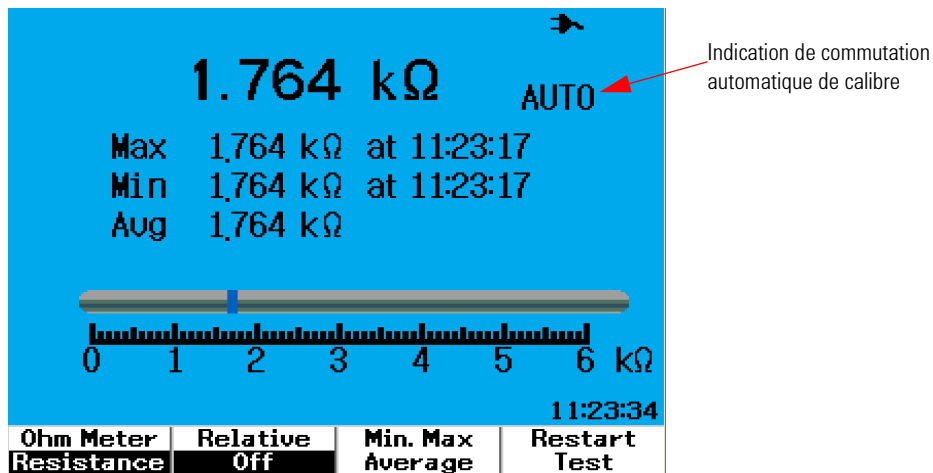 1.764 kΩ
AUTO
Indication de commutation
automatique de calibre
Max 1.764 kΩ at 11:23:17
Min 1.764 kΩ at 11:23:17
Avg 1.764 kΩ
0 1 2 3 4 5 6 kΩ
11:23:34
Ohm Meter Relative Min. Max Restart
Resistance Off Average Test